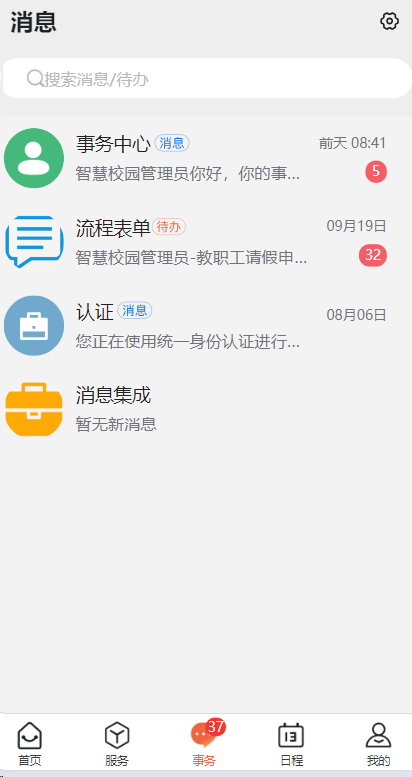 消息
搜索消息/待办
事务中心 消息 前天 08:41
智慧校园管理员你好，你的事... 5
流程表单 待办 09月19日
智慧校园管理员-教职工请假申... 32
认证 消息 08月06日
您正在使用统一身份认证进行...
消息集成
暂无新消息
37
13
首页 服务 事务 日程 我的